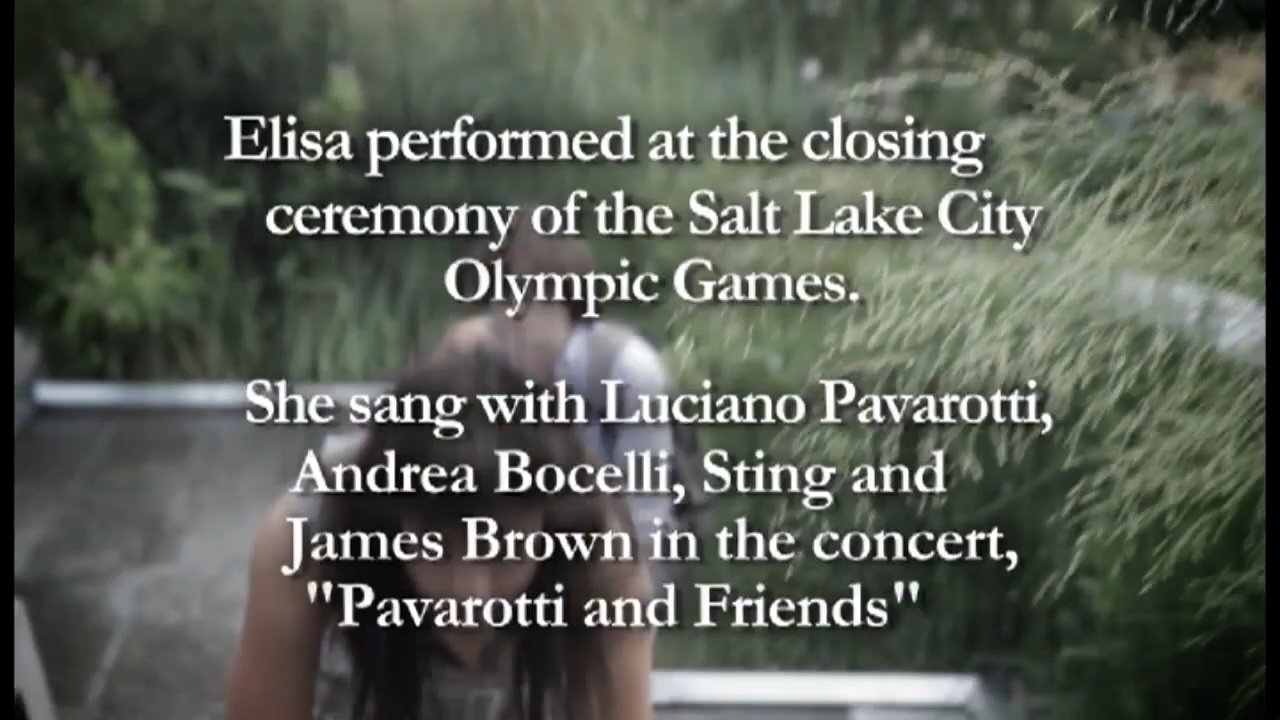 Elisa performed at the closing
ceremony of the Salt Lake City
Olympic Games.
She sang with Luciano Pavarotti,
Andrea Bocelli, Sting and
James Brown in the concert,
"Pavarotti and Friends"